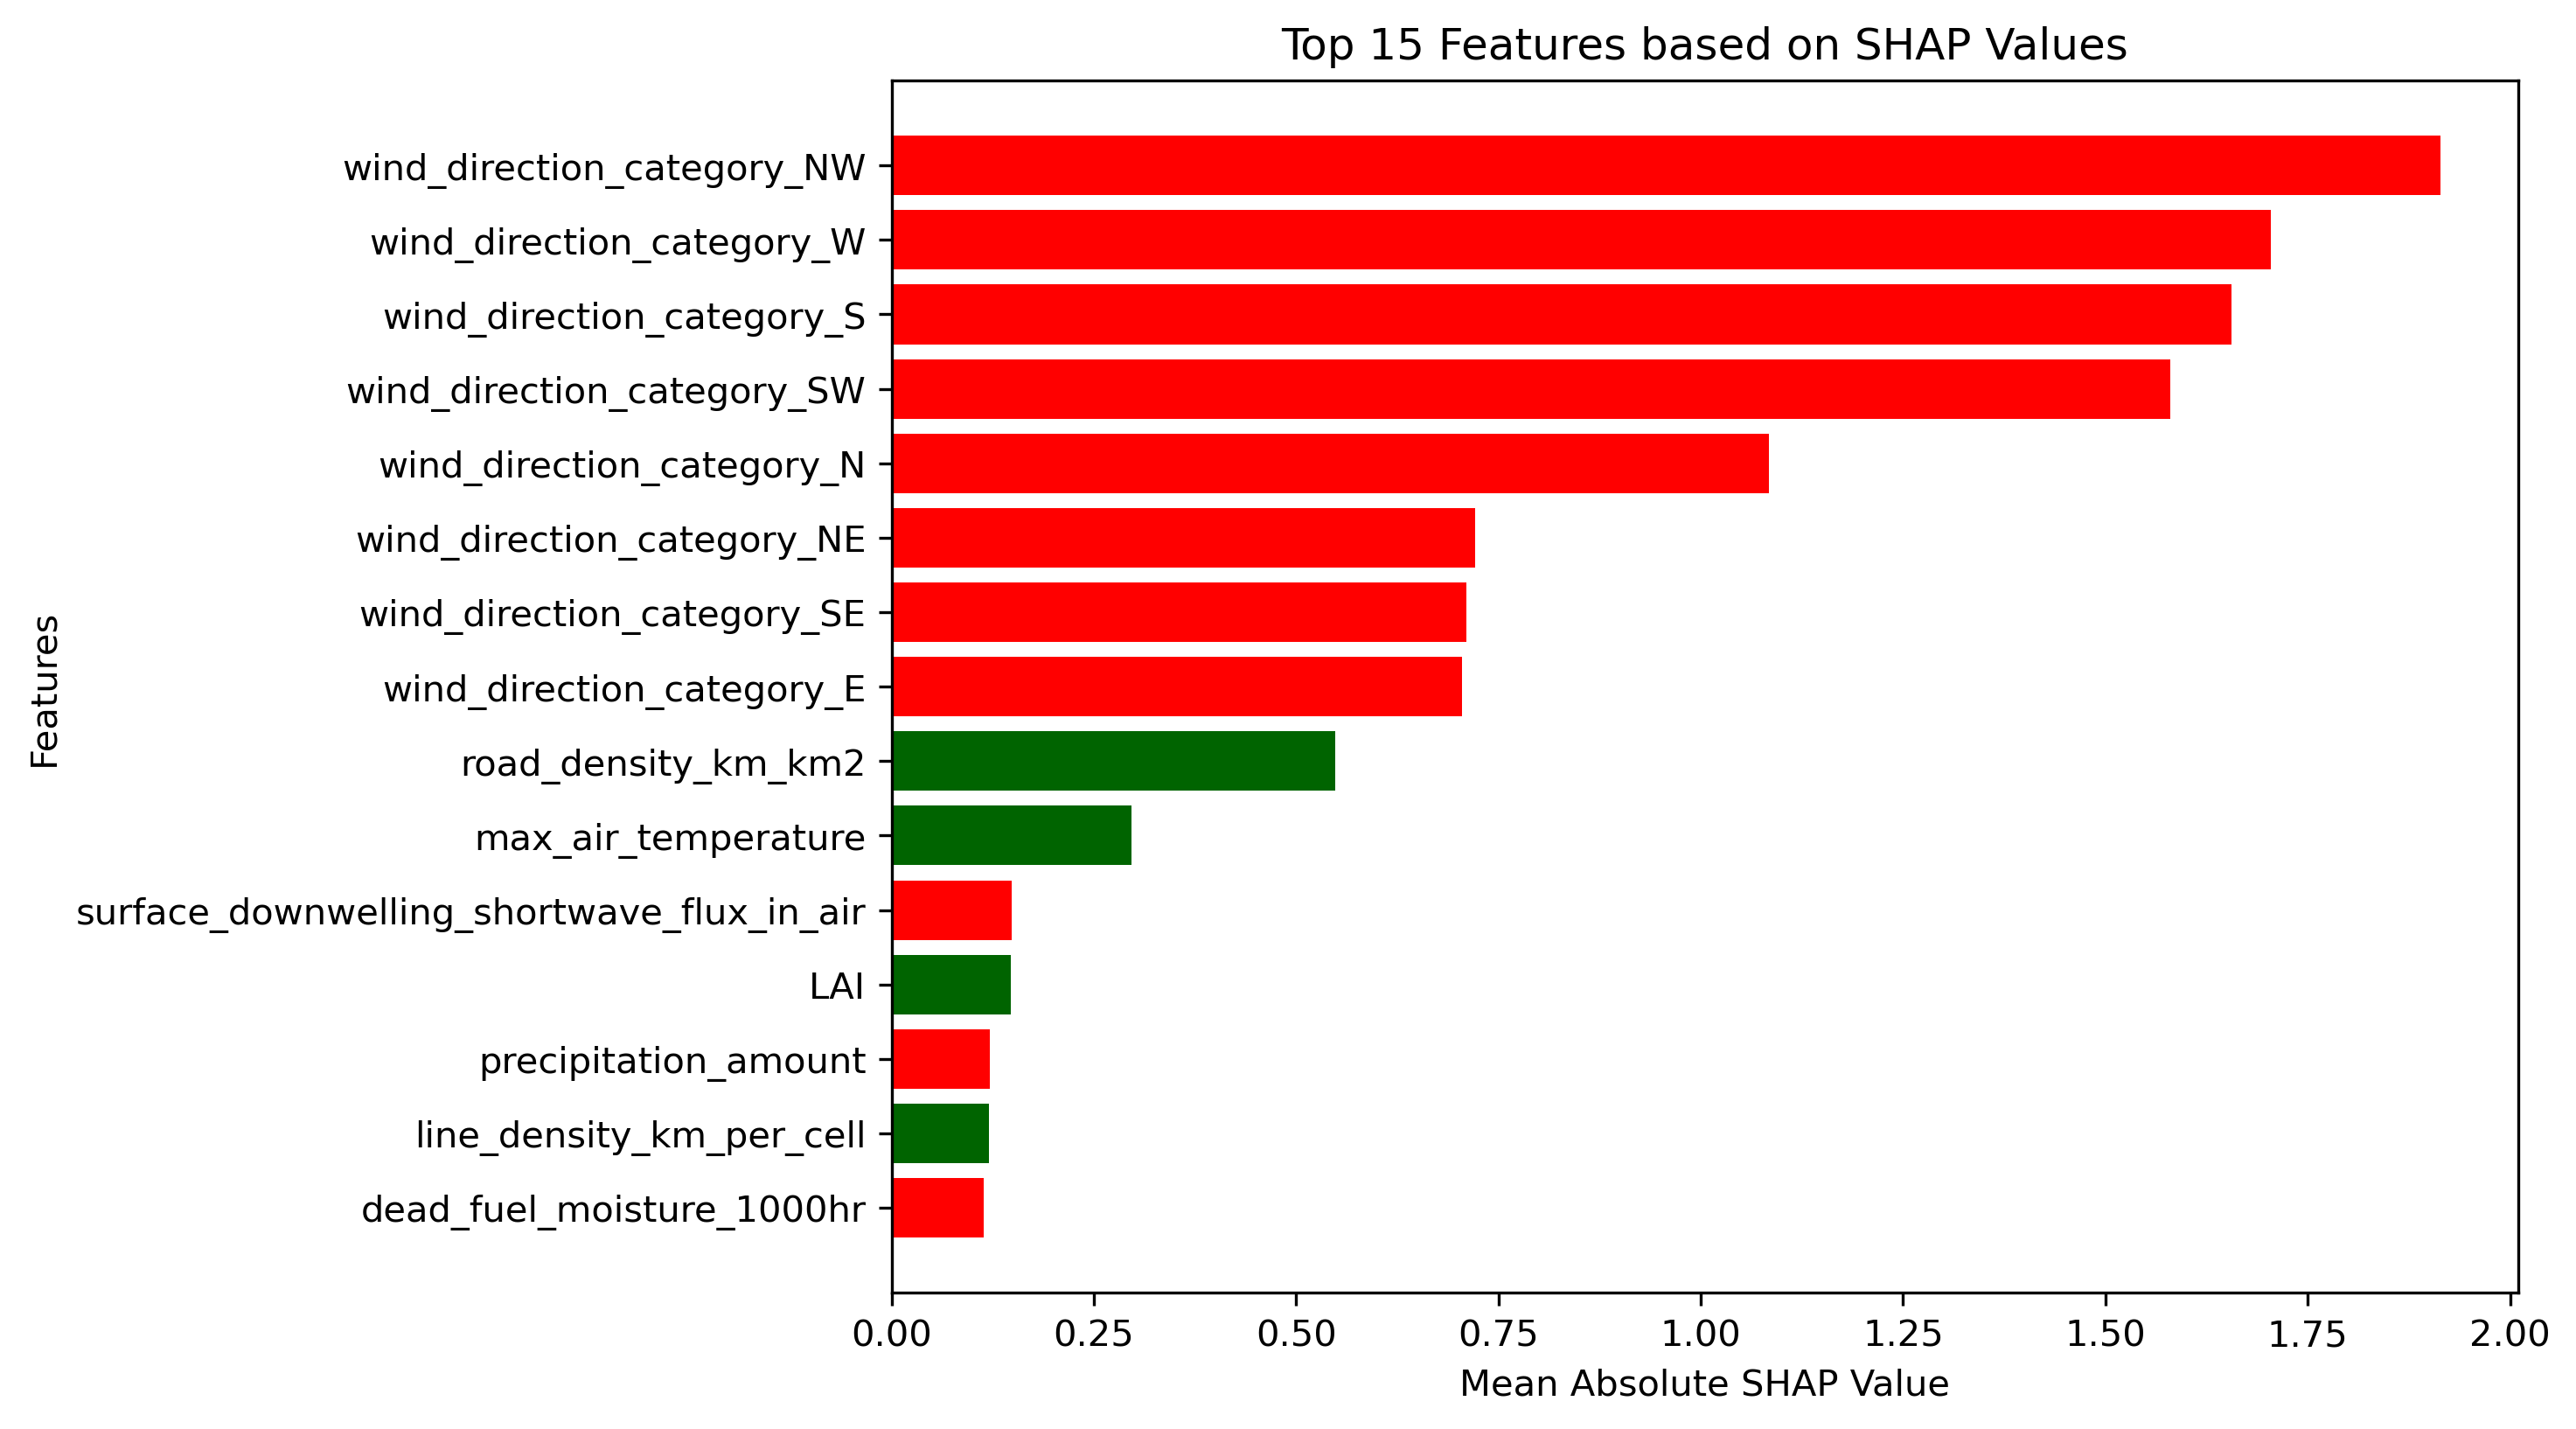 Top 15 Features based on SHAP Values
Features
wind_direction_category_NW
wind_direction_category_W
wind_direction_category_S
wind_direction_category_SW
wind_direction_category_N
wind_direction_category_NE
wind_direction_category_SE
wind_direction_category_E
road_density_km_km2
max_air_temperature
surface_downwelling_shortwave_flux_in_air
LAI
precipitation_amount
line_density_km_per_cell
dead_fuel_moisture_1000hr
0.00 0.25 0.50 0.75 1.00 1.25 1.50 1.75 2.00
Mean Absolute SHAP Value